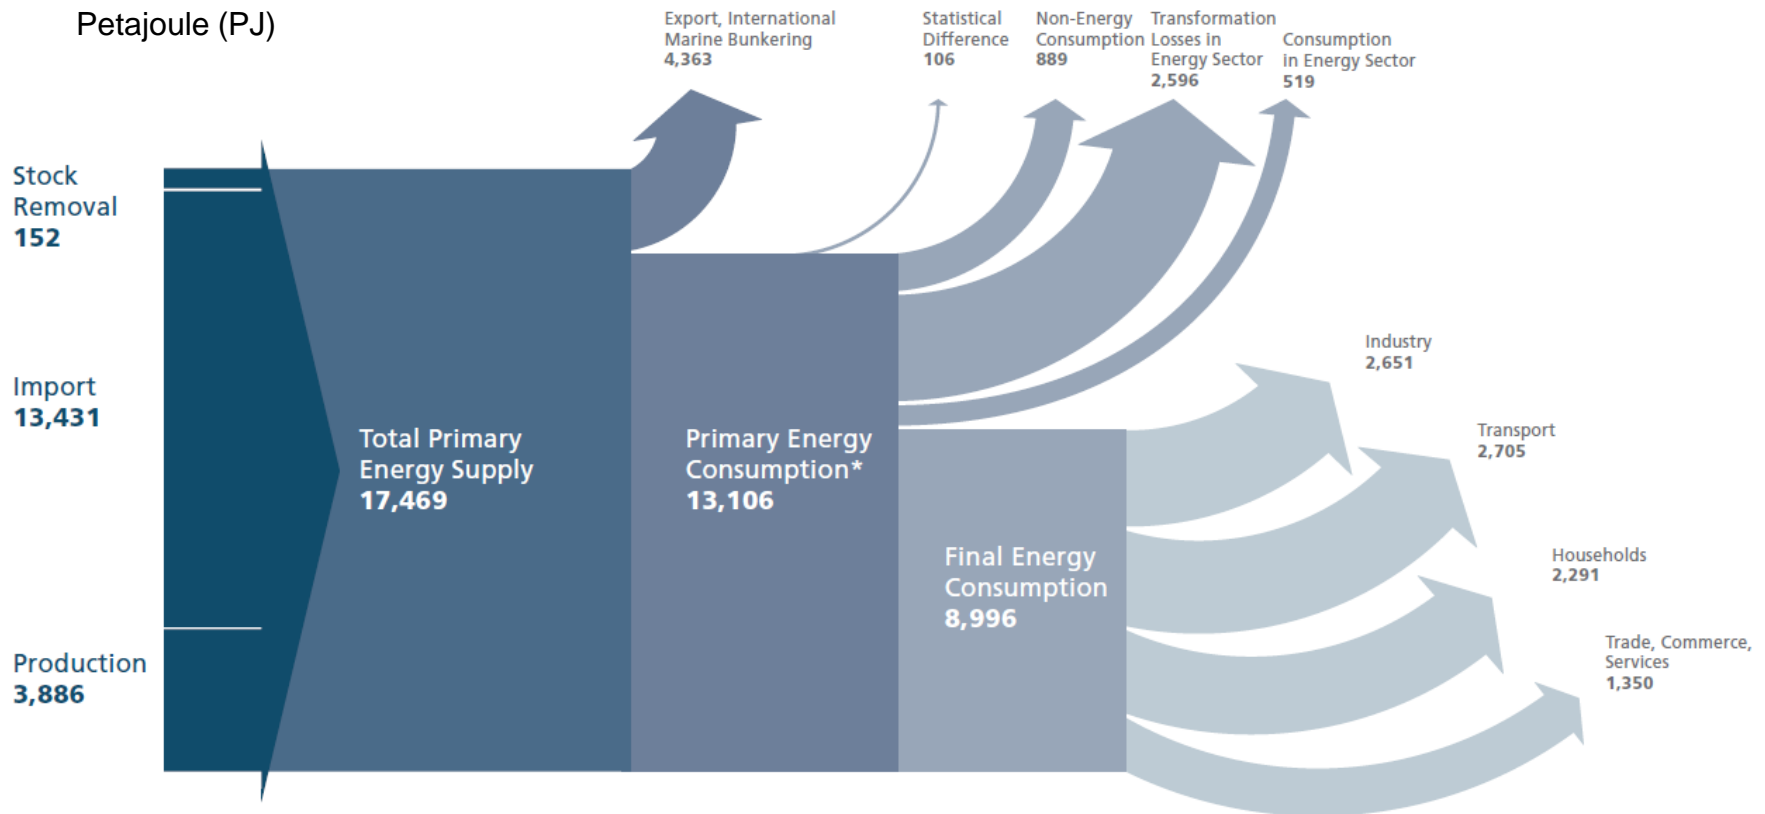 Petajoule (PJ)
Export, International
Marine Bunkering
4,363
Statistical
Difference
106
Non-Energy
Consumption
889
Transformation
Losses in
Energy Sector
2,596
Consumption
in Energy Sector
519
Stock
Removal
152
Import
13,431
Production
3,886
Total Primary
Energy Supply
17,469
Primary Energy
Consumption*
13,106
Final Energy
Consumption
8,996
Industry
2,651
Transport
2,705
Households
2,291
Trade, Commerce,
Services
1,350